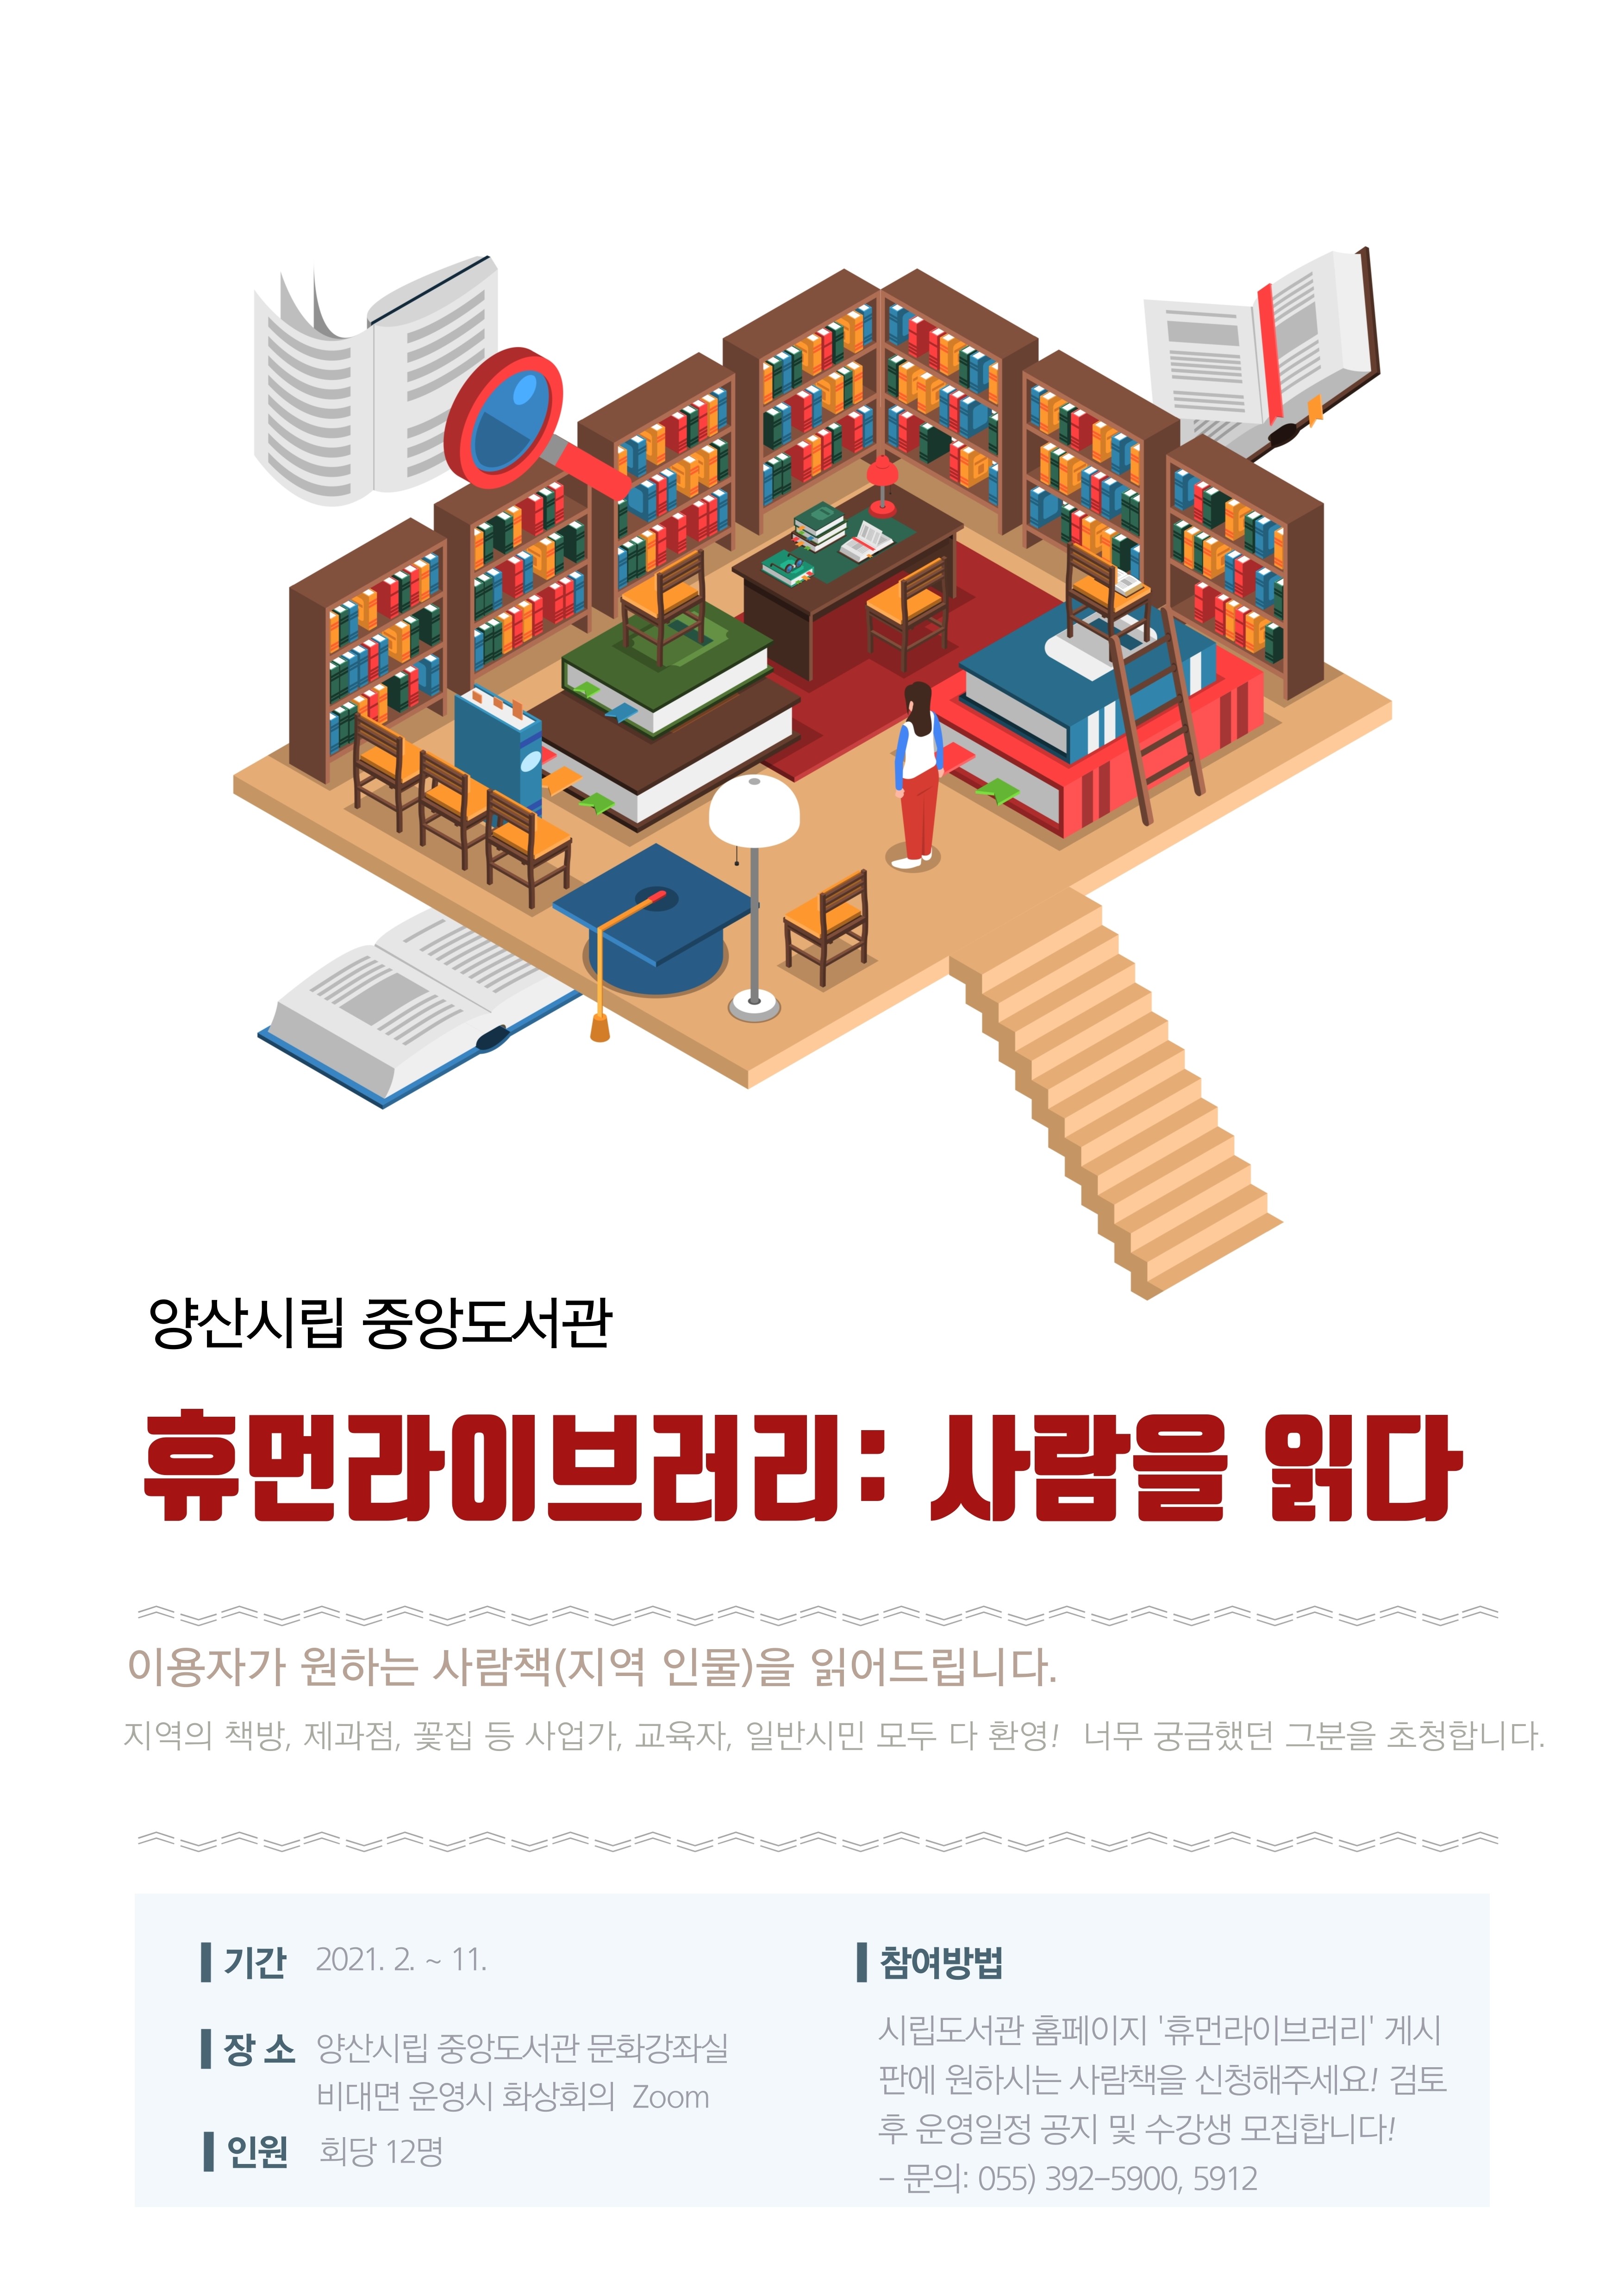 양산시립 중앙도서관
휴먼라이브러리: 사람을 읽다
이용자가 원하는 사람책(지역 인물)을 읽어드립니다.
지역의 책방, 제과점, 꽃집 등 사업가, 교육자, 일반시민 모두 다 환영! 너무 궁금했던 그분을 초청합니다.
기간 2021. 2. ~ 11.
장 소 양산시립 중앙도서관 문화강좌실
비대면 운영시 화상회의 Zoom
인원 회당 12명
참여방법
시립도서관 홈페이지 '휴먼라이브러리' 게시
판에 원하시는 사람책을 신청해주세요! 검토
후 운영일정 공지 및 수강생 모집합니다!
- 문의: 055) 392-5900, 5912